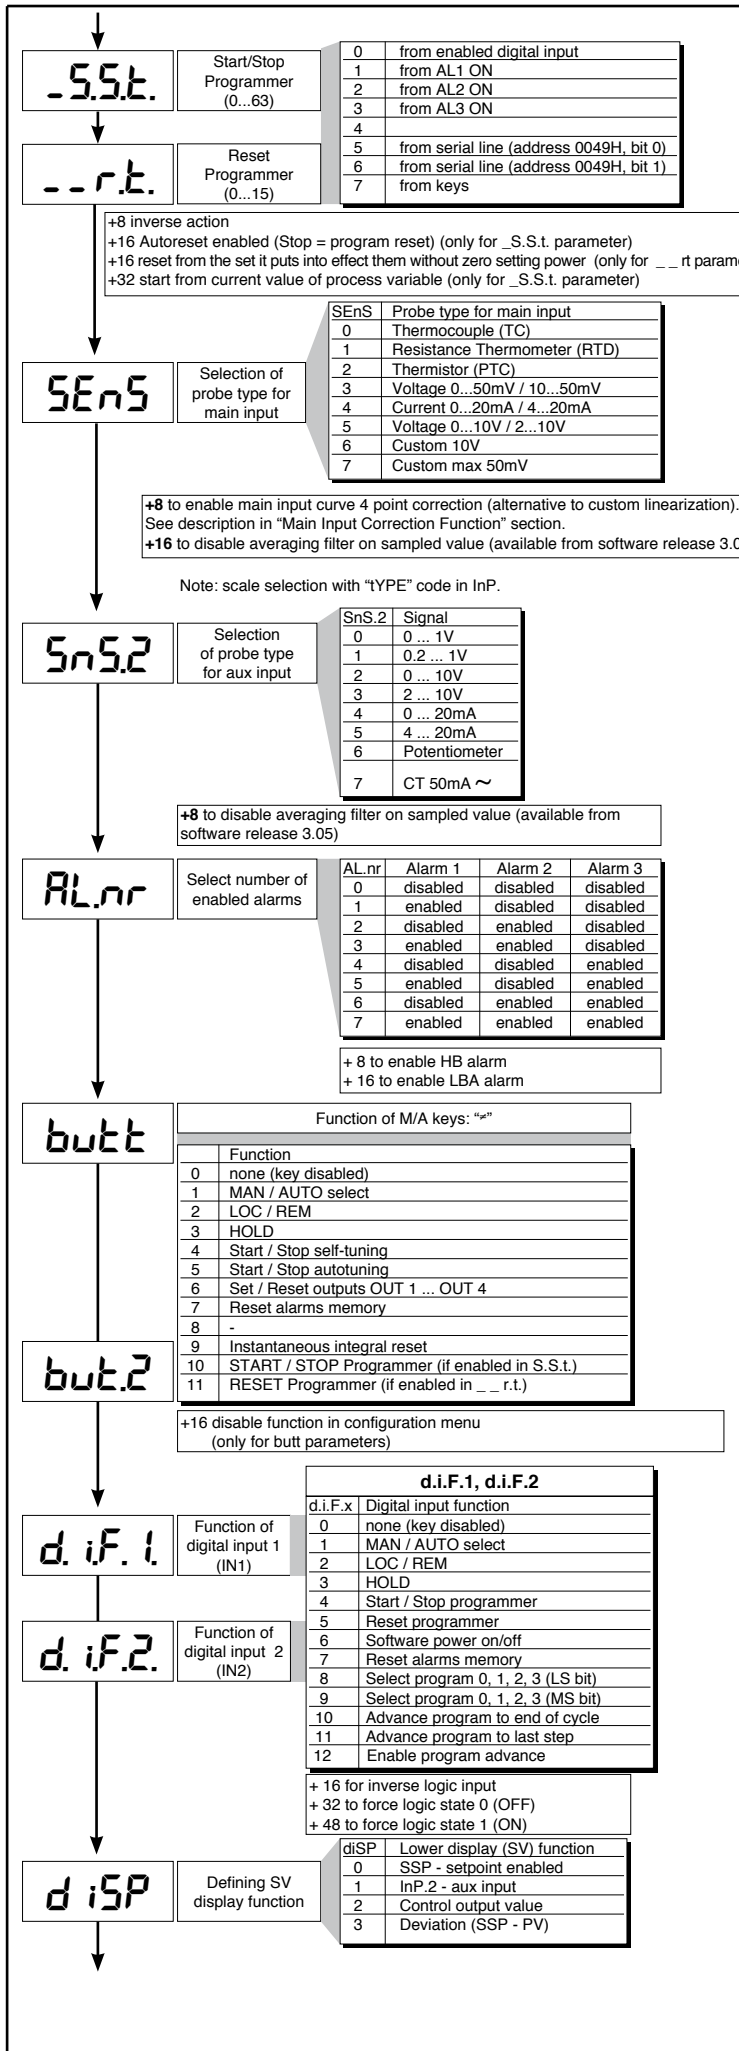 _S.S.t.
Start/Stop
Programmer
(0...63)
0 from enabled digital input
1 from AL1 ON
2 from AL2 ON
3 from AL3 ON
4
5 from serial line (address 0049H, bit 0)
6 from serial line (address 0049H, bit 1)
7 from keys
_ _ r.t.
Reset
Programmer
(0...15)
+8 inverse action
+16 Autoreset enabled (Stop = program reset) (only for _S.S.t. parameter)
+16 reset from the set it puts into effect them without zero setting power (only for _ _ rt parame
+32 start from current value of process variable (only for _S.S.t. parameter)
SEnS
Selection of
probe type for
main input
SEnS Probe type for main input
0 Thermocouple (TC)
1 Resistance Thermometer (RTD)
2 Thermistor (PTC)
3 Voltage 0...50mV / 10...50mV
4 Current 0...20mA / 4...20mA
5 Voltage 0...10V / 2...10V
6 Custom 10V
7 Custom max 50mV
+8 to enable main input curve 4 point correction (alternative to custom linearization).
See description in “Main Input Correction Function” section.
+16 to disable averaging filter on sampled value (available from software release 3.0
Note: scale selection with “tYPE” code in InP.
SnS.2
Selection
of probe type
for aux input
SnS.2 Signal
0 0 ... 1V
1 0.2 ... 1V
2 0 ... 10V
3 2 ... 10V
4 0 ... 20mA
5 4 ... 20mA
6 Potentiometer
7 CT 50mA ~
+8 to disable averaging filter on sampled value (available from
software release 3.05)
AL.nr
Select number of
enabled alarms
AL.nr Alarm 1 Alarm 2 Alarm 3
0 disabled disabled disabled
1 enabled disabled disabled
2 disabled enabled disabled
3 enabled enabled disabled
4 disabled disabled enabled
5 enabled disabled enabled
6 disabled enabled enabled
7 enabled enabled enabled
+ 8 to enable HB alarm
+ 16 to enable LBA alarm
butt
Function of M/A keys: “≠”
Function
0 none (key disabled)
1 MAN / AUTO select
2 LOC / REM
3 HOLD
4 Start / Stop self-tuning
5 Start / Stop autotuning
6 Set / Reset outputs OUT 1 ... OUT 4
7 Reset alarms memory
8 -
9 Instantaneous integral reset
10 START / STOP Programmer (if enabled in S.S.t.)
11 RESET Programmer (if enabled in _ _ r.t.)
but.2
+16 disable function in configuration menu
(only for butt parameters)
d.i.F.1, d.i.F.2
d.i.F.x Digital input function
0 none (key disabled)
1 MAN / AUTO select
2 LOC / REM
3 HOLD
4 Start / Stop programmer
5 Reset programmer
6 Software power on/off
7 Reset alarms memory
8 Select program 0, 1, 2, 3 (LS bit)
9 Select program 0, 1, 2, 3 (MS bit)
10 Advance program to end of cycle
11 Advance program to last step
12 Enable program advance
d. i.F. 1.
Function of
digital input 1
(IN1)
d. i.F.2.
Function of
digital input 2
(IN2)
+ 16 for inverse logic input
+ 32 to force logic state 0 (OFF)
+ 48 to force logic state 1 (ON)
d iSP
Defining SV
display function
diSP Lower display (SV) function
0 SSP - setpoint enabled
1 InP.2 - aux input
2 Control output value
3 Deviation (SSP - PV)